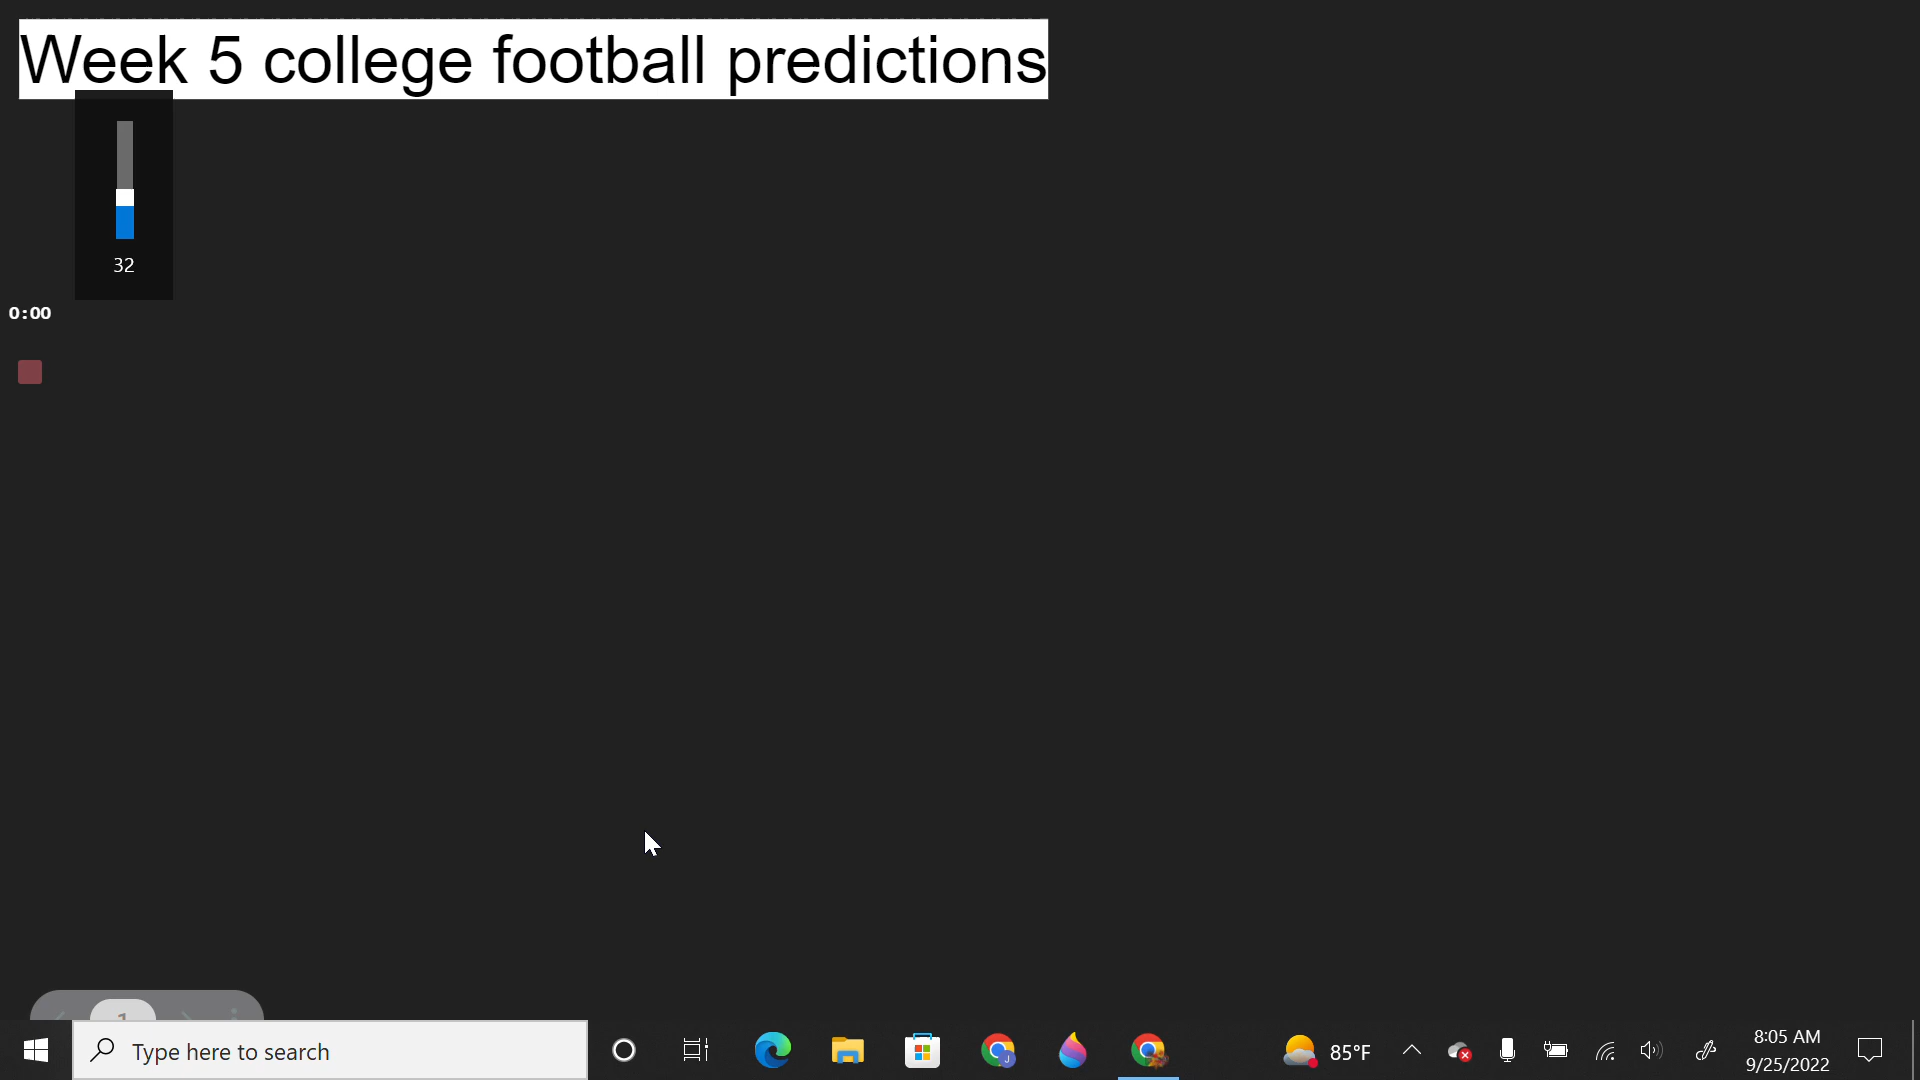 Week 5 college football predictions
32
0:00
1
Type here to search
J
85°F
8:05 AM
9/25/2022